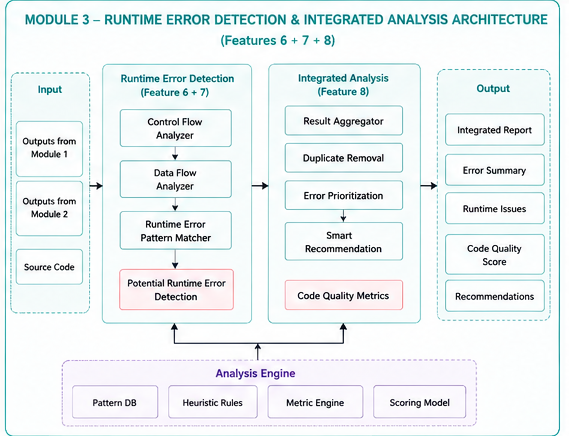 MODULE 3 – RUNTIME ERROR DETECTION & INTEGRATED ANALYSIS ARCHITECTURE
(Features 6 + 7 + 8)
Input
Outputs from
Module 1
Outputs from
Module 2
Source Code
Runtime Error Detection
(Feature 6 + 7)
Control Flow
Analyzer
Data Flow
Analyzer
Runtime Error
Pattern Matcher
Potential Runtime Error
Detection
Integrated Analysis
(Feature 8)
Result Aggregator
Duplicate Removal
Error Prioritization
Smart
Recommendation
Code Quality Metrics
Output
Integrated Report
Error Summary
Runtime Issues
Code Quality
Score
Recommendations
Analysis Engine
Pattern DB
Heuristic Rules
Metric Engine
Scoring Model